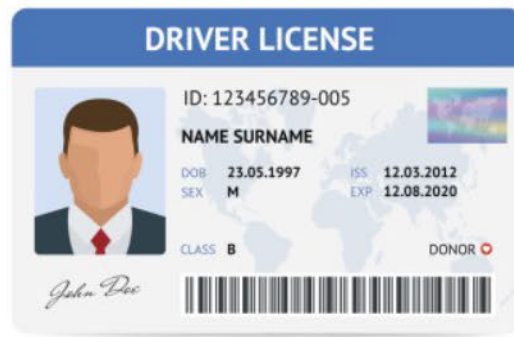 DRIVER LICENSE
ID: 123456789-005
NAME SURNAME
DOB 23.05.1997 ISS 12.03.2012
SEX M EXP 12.08.2020
CLASS B DONOR
John Doe